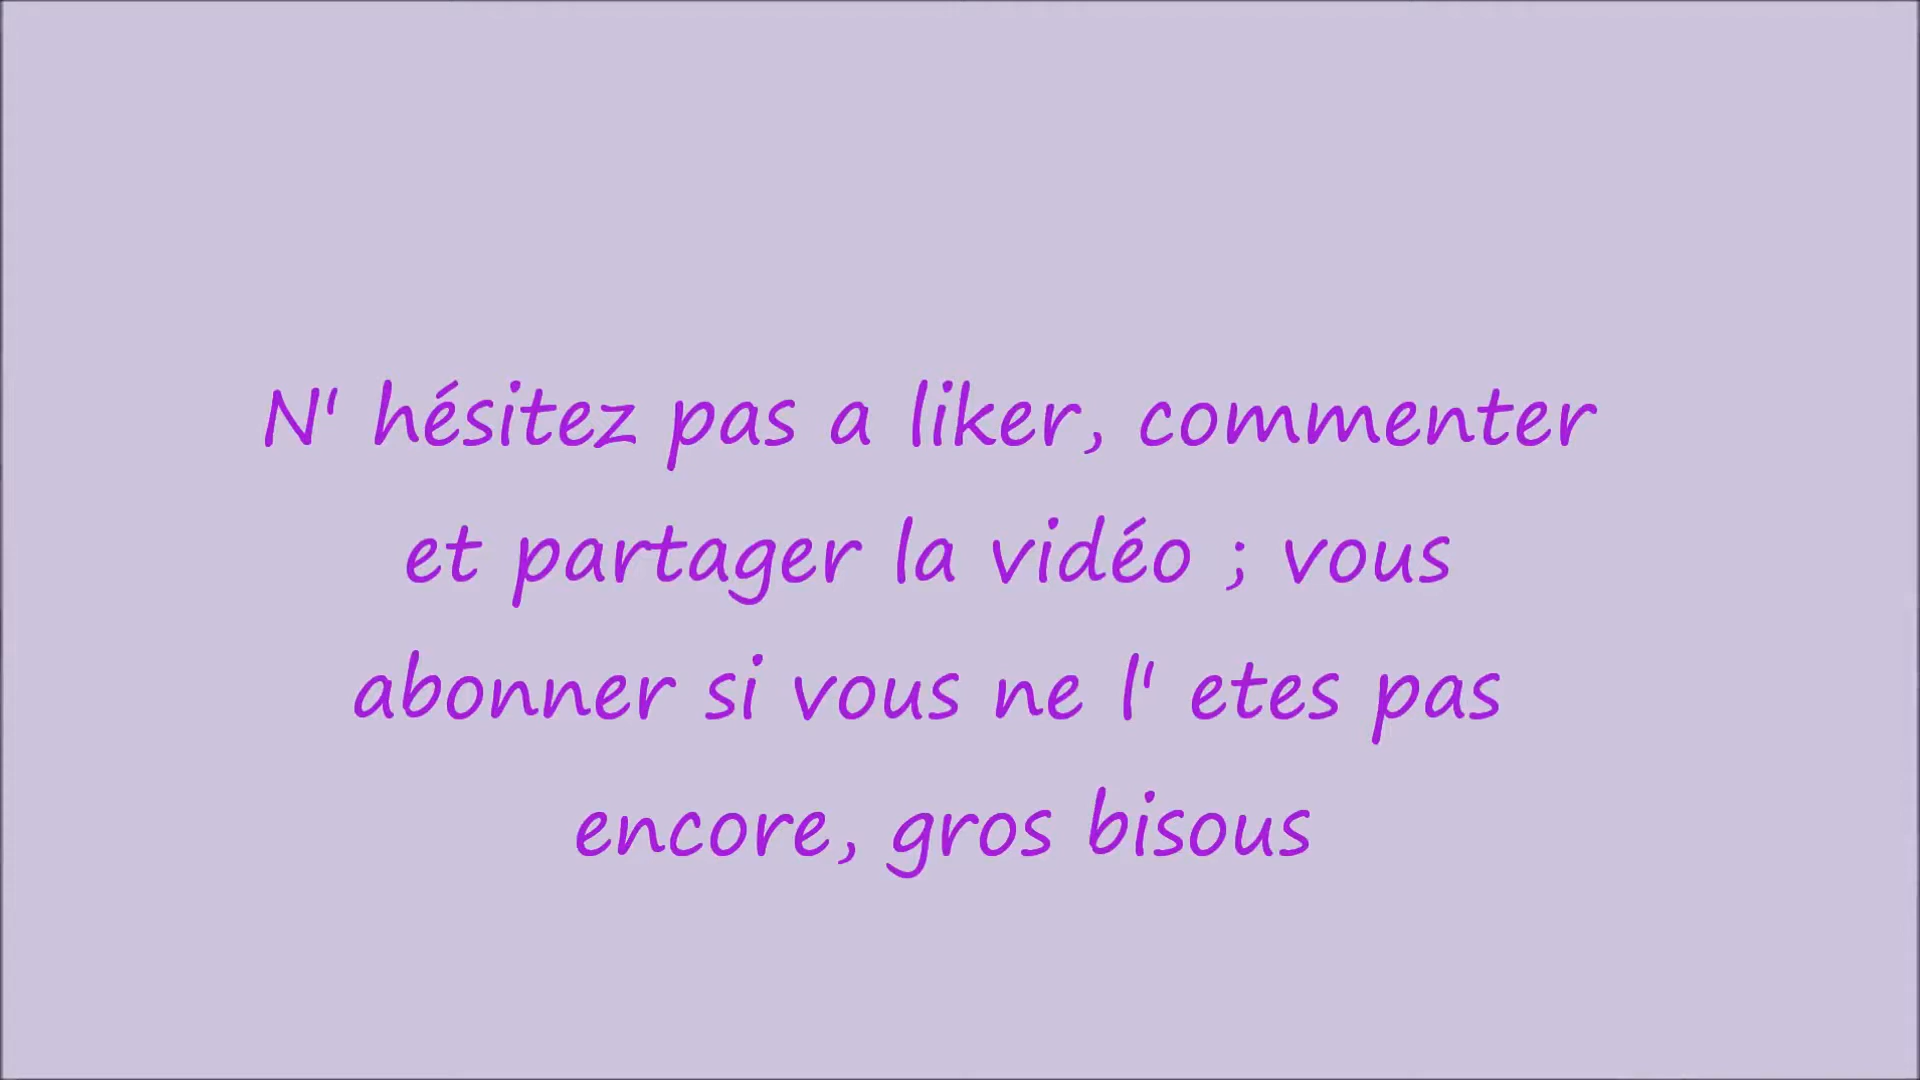 N' hésitez pas a liker, commenter
et partager la vidéo ; vous
abonner si vous ne l' etes pas
encore, gros bisous